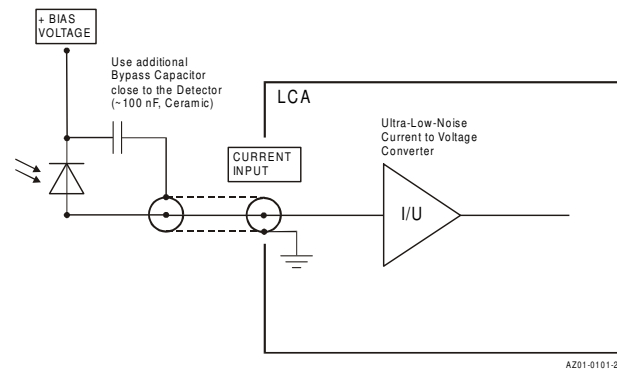 + BIAS
VOLTAGE
Use additional
Bypass Capacitor
close to the Detector
(~100 nF, Ceramic)
LCA
CURRENT
INPUT
Ultra-Low-Noise
Current to Voltage
Converter
I/U
AZ01-0101-2